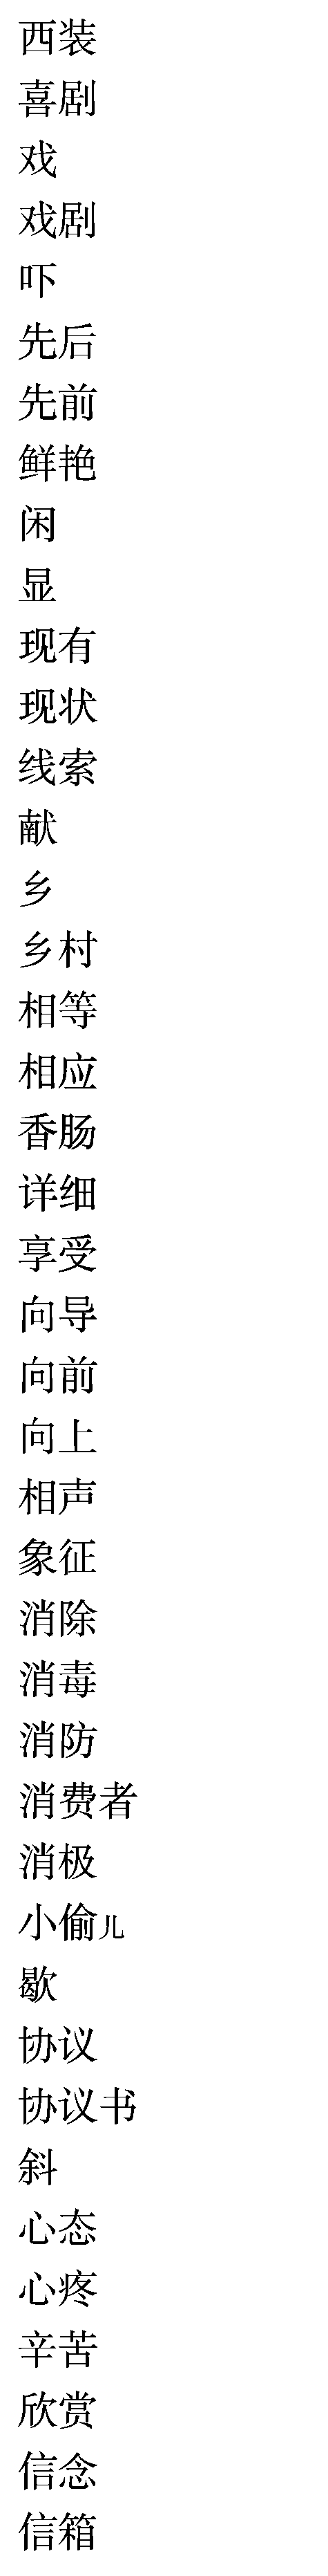 西装
喜剧
戏
戏剧
吓
先后
先前
鲜艳
闲
显
现有
现状
线索
献
乡
乡村
相等
相应
香肠
详细
享受
向导
向前
向上
相声
象征
消除
消毒
消防
消费者
消极
小偷儿
歇
协议
协议书
斜
心态
心疼
辛苦
欣赏
信念
信箱